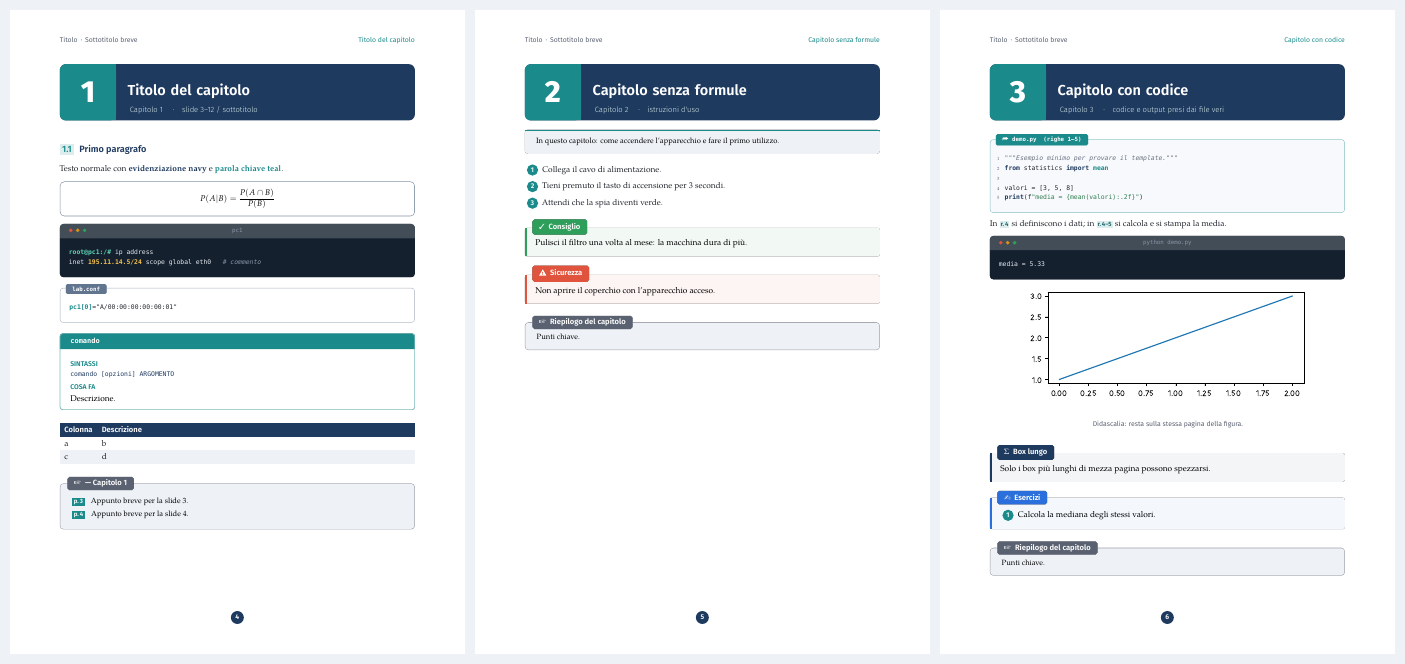 Titolo · Sottotitolo breve
Titolo del capitolo
1
Titolo del capitolo
Capitolo 1 · slide 3–12 / sottotitolo
1.1 Primo paragrafo
Testo normale con evidenziazione navy e parola chiave teal.
P(A|B) = P(A ∩ B) / P(B)
pc1
root@pc1:/# ip address
inet 195.11.14.5/24 scope global eth0 # commento
lab.conf
pc1[0]="A/00:00:00:00:00:01"
comando
SINTASSI
comando [opzioni] ARGOMENTO
COSA FA
Descrizione.
Colonna Descrizione
a b
c d
— Capitolo 1
p.3 Appunto breve per la slide 3.
p.4 Appunto breve per la slide 4.
4
Titolo · Sottotitolo breve
Capitolo senza formule
2
Capitolo senza formule
Capitolo 2 · istruzioni d'uso
In questo capitolo: come accendere l'apparecchio e fare il primo utilizzo.
1 Collega il cavo di alimentazione.
2 Tieni premuto il tasto di accensione per 3 secondi.
3 Attendi che la spia diventi verde.
✓ Consiglio
Pulisci il filtro una volta al mese: la macchina dura di più.
Sicurezza
Non aprire il coperchio con l'apparecchio acceso.
Riepilogo del capitolo
Punti chiave.
5
Titolo · Sottotitolo breve
Capitolo con codice
3
Capitolo con codice
Capitolo 3 · codice e output presi dai file veri
demo.py (righe 1–5)
1 """Esempio minimo per provare il template."""
2 from statistics import mean
3
4 valori = [3, 5, 8]
5 print(f"media = {mean(valori):.2f}")
In r.4 si definiscono i dati; in r.4–5 si calcola e si stampa la media.
python demo.py
media = 5.33
3.0
2.5
2.0
1.5
1.0
0.00 0.25 0.50 0.75 1.00 1.25 1.50 1.75 2.00
Didascalia: resta sulla stessa pagina della figura.
Σ Box lungo
Solo i box più lunghi di mezza pagina possono spezzarsi.
Esercizi
1 Calcola la mediana degli stessi valori.
Riepilogo del capitolo
Punti chiave.
6